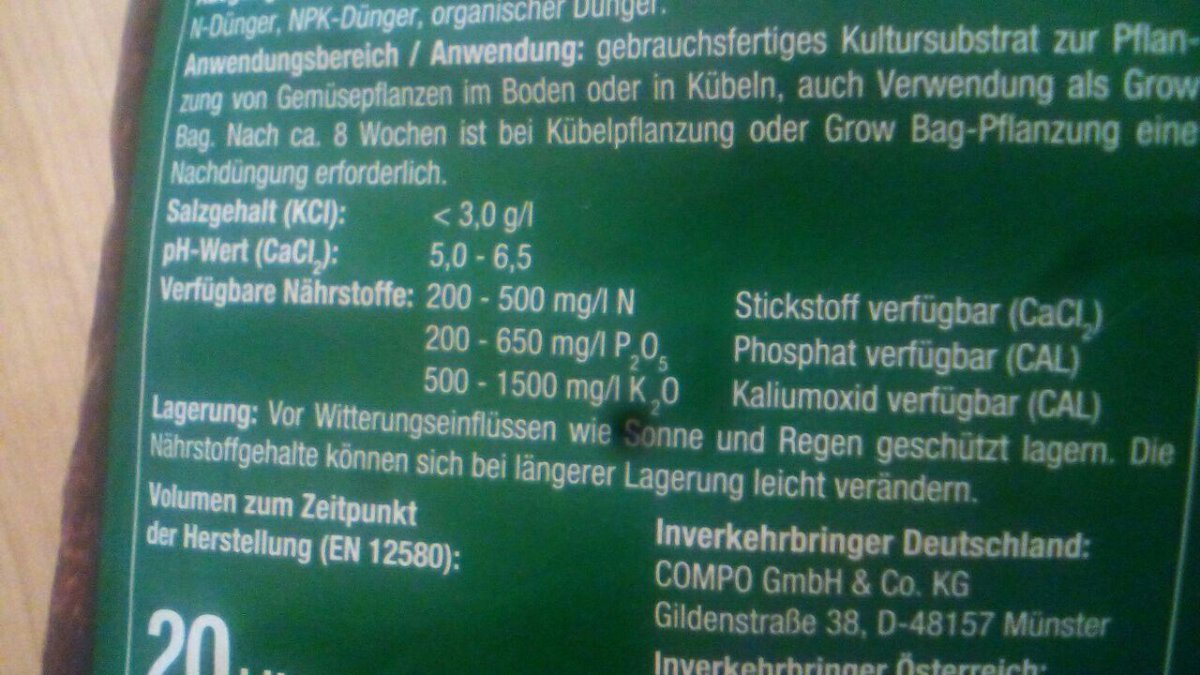 N-Dünger, NPK-Dünger, organischer Dünger.
Anwendungsbereich / Anwendung: gebrauchsfertiges Kultursubstrat zur Pflan-
zung von Gemüsepflanzen im Boden oder in Kübeln, auch Verwendung als Grow
Bag. Nach ca. 8 Wochen ist bei Kübelpflanzung oder Grow Bag-Pflanzung eine
Nachdüngung erforderlich.
Salzgehalt (KCl): < 3,0 g/l
pH-Wert (CaCl₂): 5,0 - 6,5
Verfügbare Nährstoffe: 200 - 500 mg/l N Stickstoff verfügbar (CaCl₂)
200 - 650 mg/l P₂O₅ Phosphat verfügbar (CAL)
500 - 1500 mg/l K₂O Kaliumoxid verfügbar (CAL)
Lagerung: Vor Witterungseinflüssen wie Sonne und Regen geschützt lagern. Die
Nährstoffgehalte können sich bei längerer Lagerung leicht verändern.
Volumen zum Zeitpunkt
der Herstellung (EN 12580):
20
Inverkehrbringer Deutschland:
COMPO GmbH & Co. KG
Gildenstraße 38, D-48157 Münster
Inverkehrbringer Österreich: